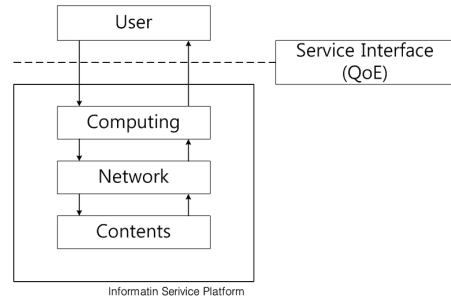 User
Service Interface
(QoE)
Computing
Network
Contents
Informatin Serivice Platform